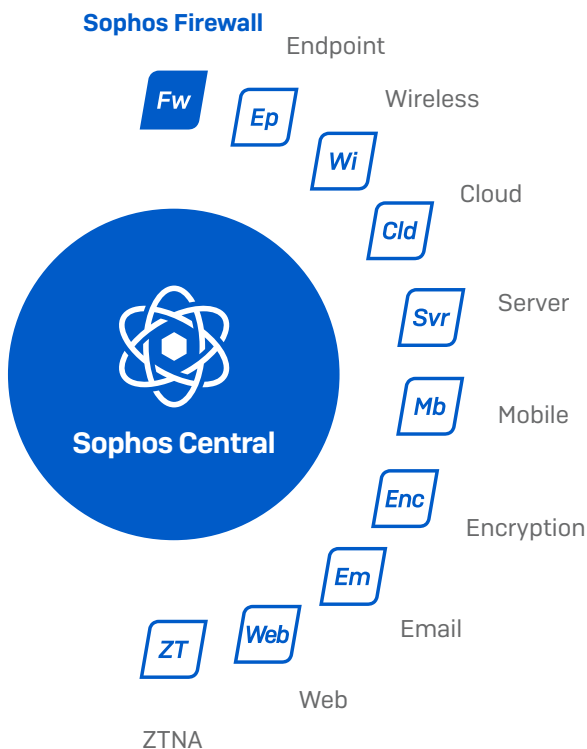 Sophos Firewall
Endpoint
Fw
Ep
Wireless
Wi
Cloud
Cld
Server
Svr
Sophos Central
Mb
Mobile
Enc
Encryption
Em
Email
Web
ZT
Web
ZTNA